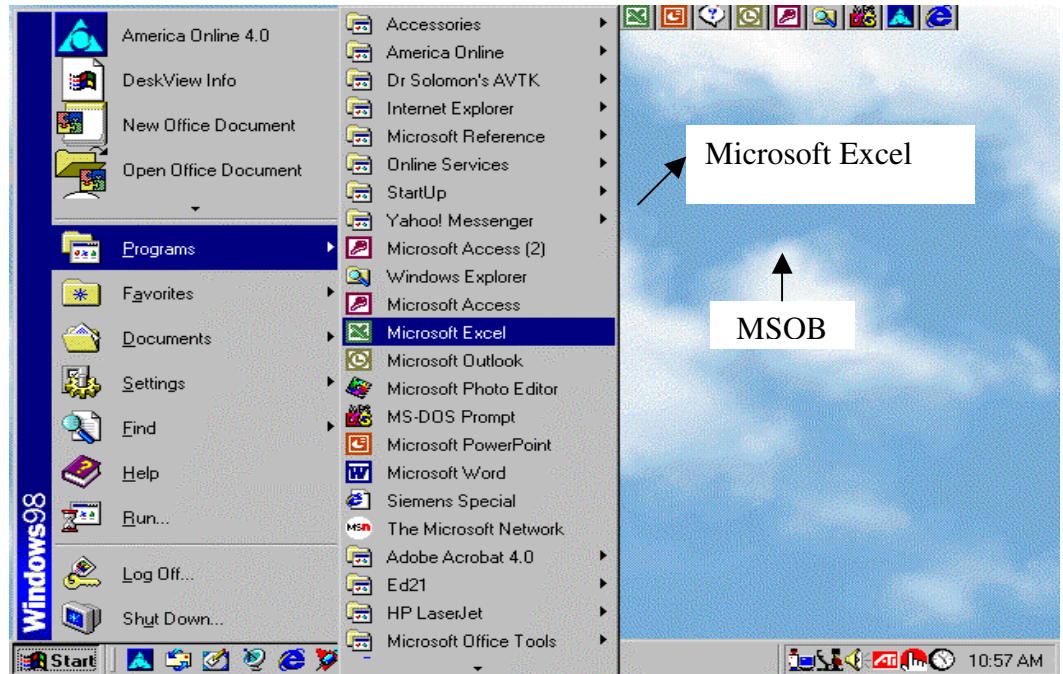 America Online 4.0
DeskView Info
New Office Document
Open Office Document
Programs
Favorites
Documents
Settings
Find
Help
Run...
Log Off...
Shut Down...
Windows98
Accessories
America Online
Dr Solomon's AVTK
Internet Explorer
Microsoft Reference
Online Services
StartUp
Yahoo! Messenger
Microsoft Access (2)
Windows Explorer
Microsoft Access
Microsoft Excel
Microsoft Outlook
Microsoft Photo Editor
MS-DOS Prompt
Microsoft PowerPoint
Microsoft Word
Siemens Special
The Microsoft Network
Adobe Acrobat 4.0
Ed21
HP LaserJet
Microsoft Office Tools
Microsoft Excel
MSOB
Start
10:57 AM